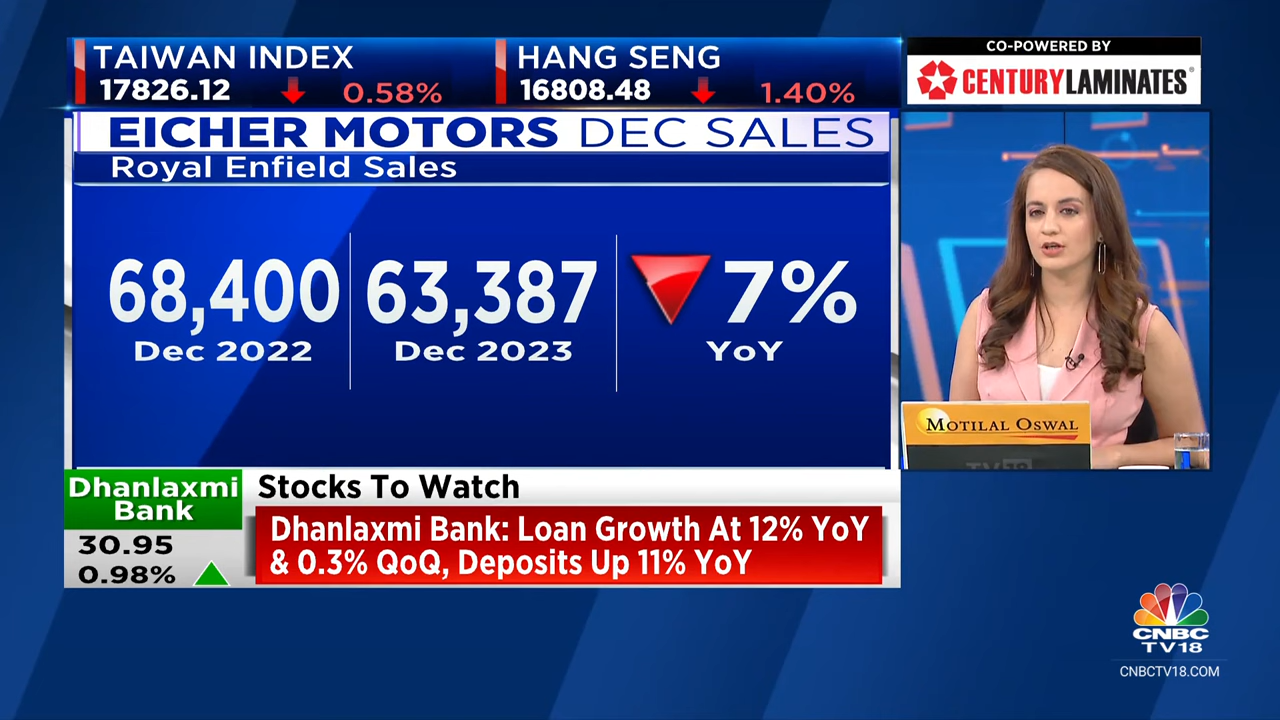 TAIWAN INDEX
17826.12 0.58%
HANG SENG
16808.48 1.40%
CO-POWERED BY
CENTURYLAMINATES®
EICHER MOTORS DEC SALES
Royal Enfield Sales
68,400
Dec 2022
63,387
Dec 2023
7%
YoY
MOTILAL OSWAL
TV18
Dhanlaxmi
Bank
30.95
0.98%
Stocks To Watch
Dhanlaxmi Bank: Loan Growth At 12% YoY
& 0.3% QoQ, Deposits Up 11% YoY
CNBC
TV18
CNBCTV18.COM